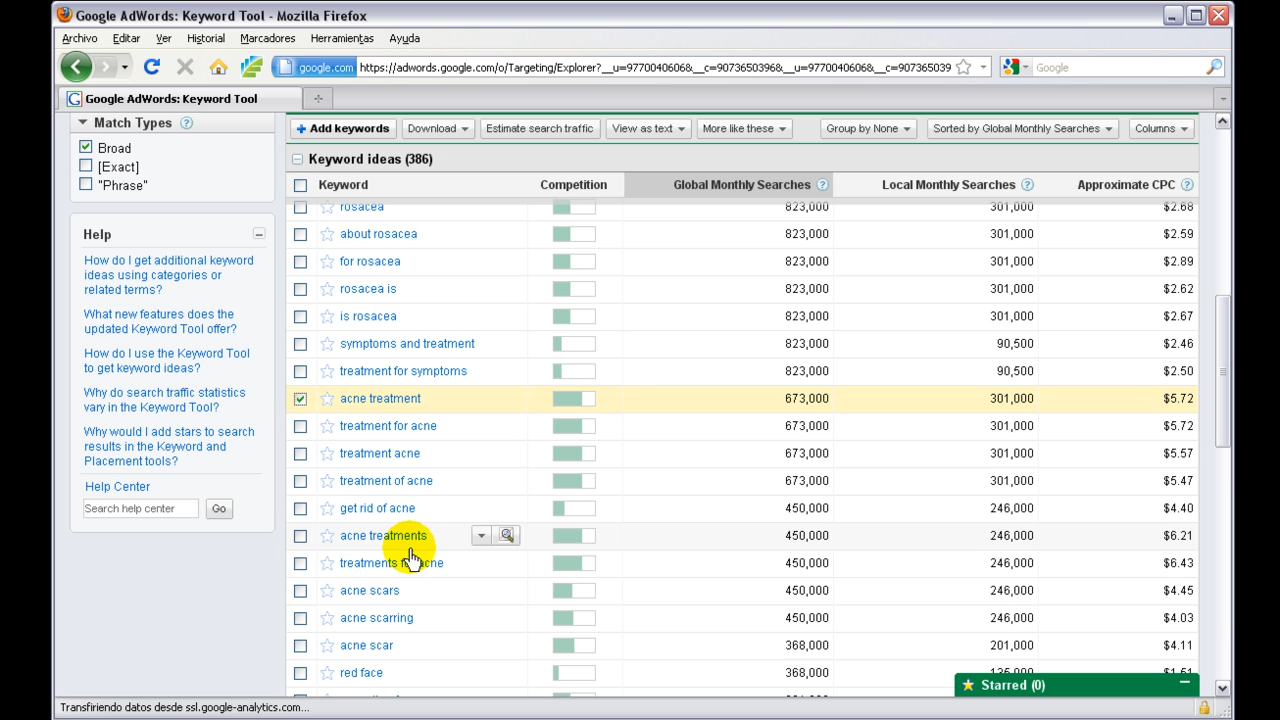 Google AdWords: Keyword Tool - Mozilla Firefox
Archivo Editar Ver Historial Marcadores Herramientas Ayuda
google.com https://adwords.google.com/o/Targeting/Explorer?__u=9770040606&__c=9073650396&__u=9770040606&__c=907365039 Google
Google AdWords: Keyword Tool
Match Types
Broad
[Exact]
"Phrase"
Help
How do I get additional keyword
ideas using categories or
related terms?
What new features does the
updated Keyword Tool offer?
How do I use the Keyword Tool
to get keyword ideas?
Why do search traffic statistics
vary in the Keyword Tool?
Why would I add stars to search
results in the Keyword and
Placement tools?
Help Center
Search help center Go
+ Add keywords Download Estimate search traffic View as text More like these Group by None Sorted by Global Monthly Searches Columns
Keyword ideas (386)
Keyword Competition Global Monthly Searches Local Monthly Searches Approximate CPC
rosacea 823,000 301,000 $2.68
about rosacea 823,000 301,000 $2.59
for rosacea 823,000 301,000 $2.89
rosacea is 823,000 301,000 $2.62
is rosacea 823,000 301,000 $2.67
symptoms and treatment 823,000 90,500 $2.46
treatment for symptoms 823,000 90,500 $2.50
acne treatment 673,000 301,000 $5.72
treatment for acne 673,000 301,000 $5.72
treatment acne 673,000 301,000 $5.57
treatment of acne 673,000 301,000 $5.47
get rid of acne 450,000 246,000 $4.40
acne treatments 450,000 246,000 $6.21
treatments acne 450,000 246,000 $6.43
acne scars 450,000 246,000 $4.45
acne scarring 450,000 246,000 $4.03
acne scar 368,000 201,000 $4.11
red face 368,000
Starred (0)
Transfiriendo datos desde ssl.google-analytics.com...